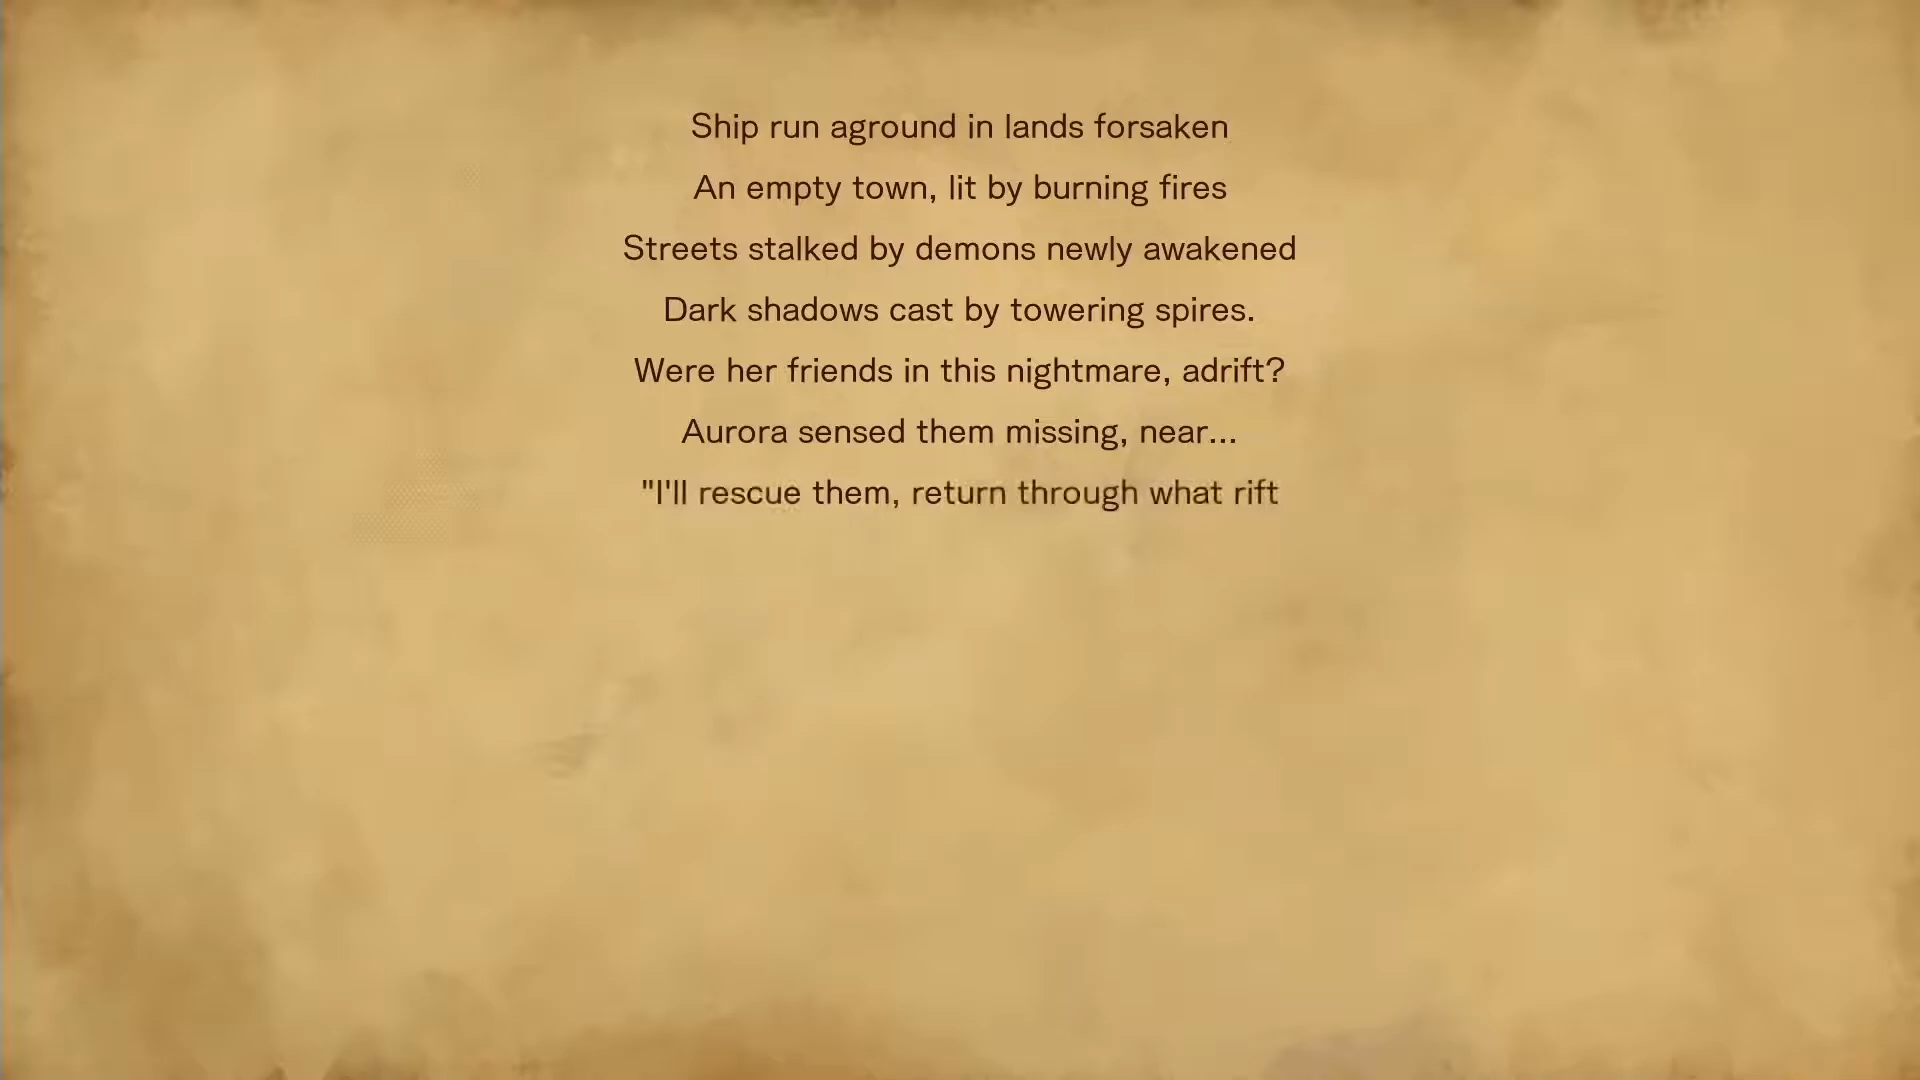 Ship run aground in lands forsaken
An empty town, lit by burning fires
Streets stalked by demons newly awakened
Dark shadows cast by towering spires.
Were her friends in this nightmare, adrift?
Aurora sensed them missing, near...
"I'll rescue them, return through what rift